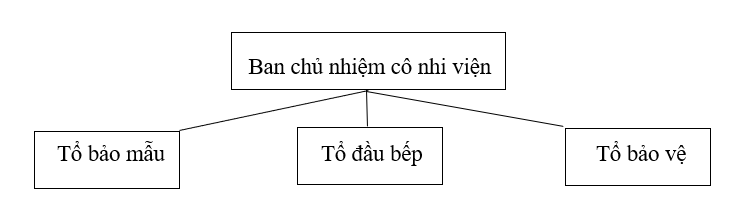 Ban chủ nhiệm cô nhi viện
Tổ bảo mẫu
Tổ đầu bếp
Tổ bảo vệ